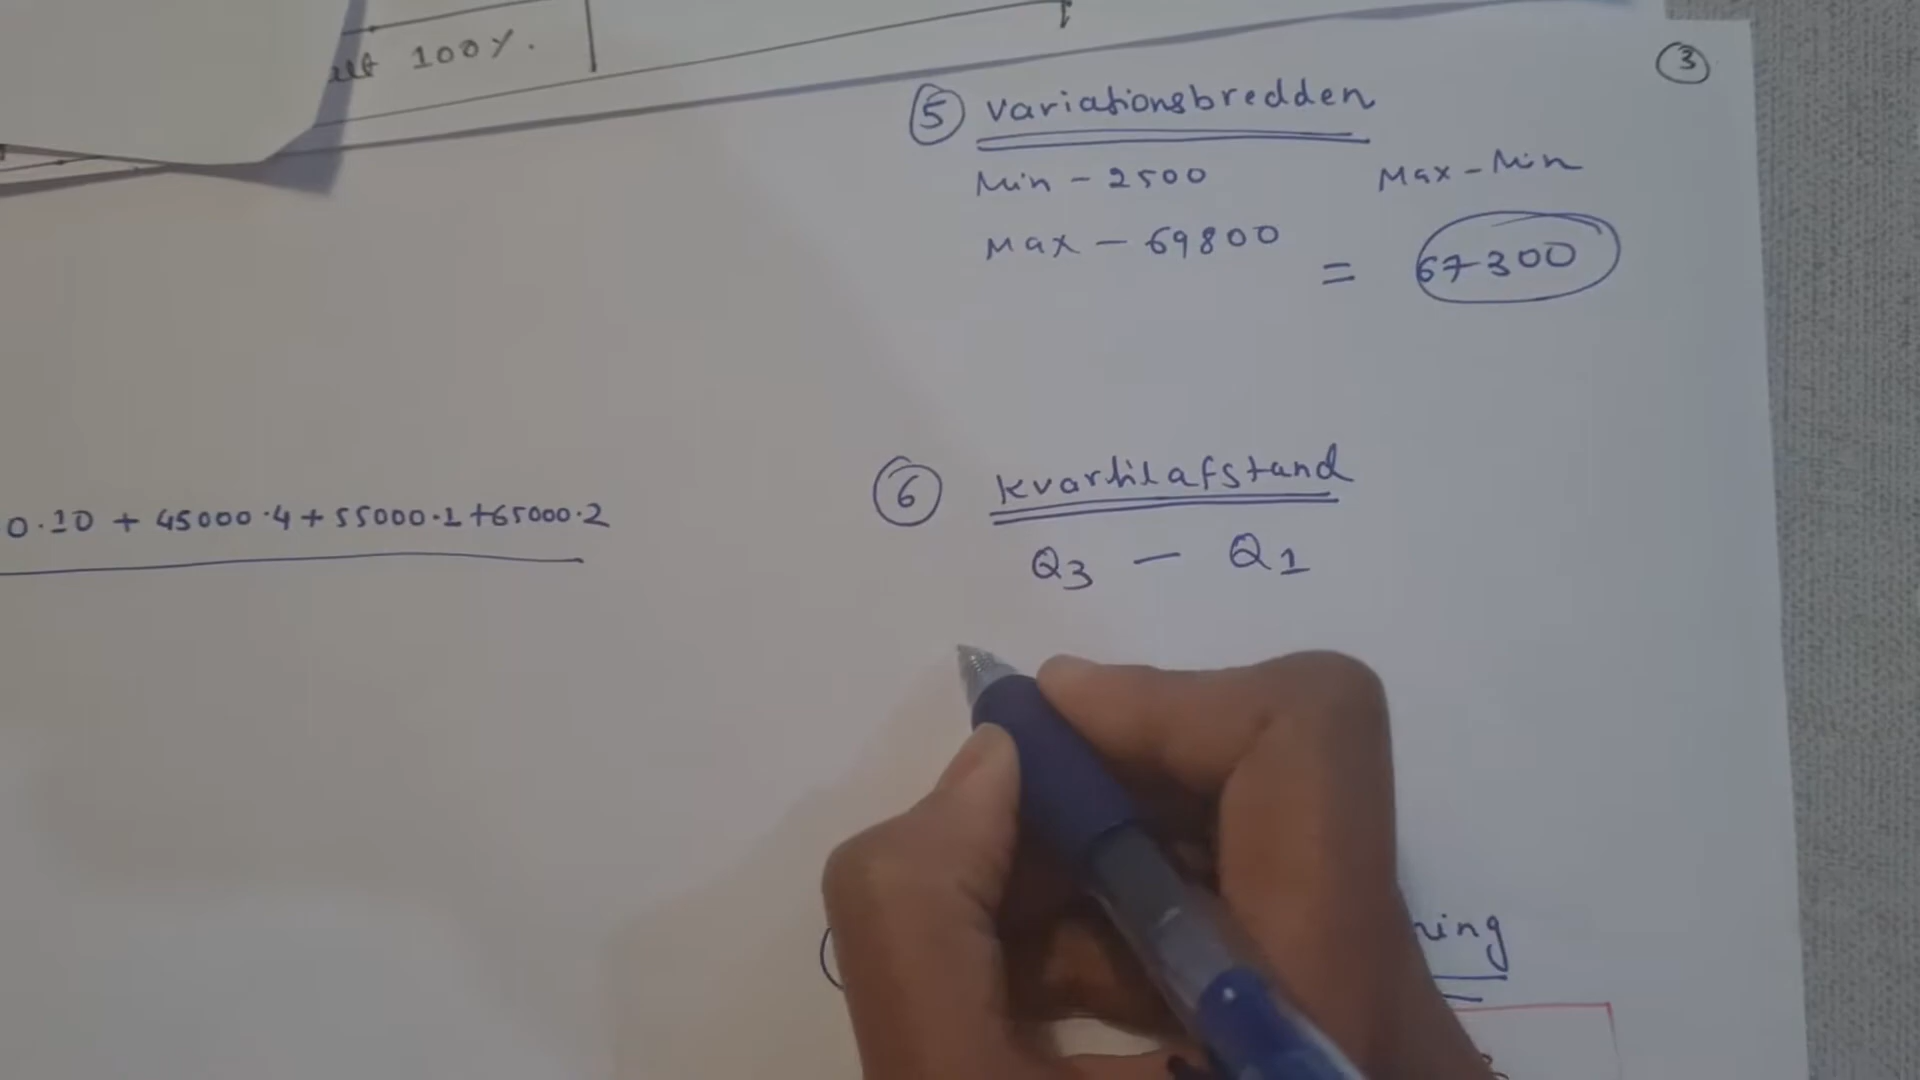 100%.
3
5 Variationsbredden
Min - 2500
Max - Min
Max - 69800
= 67300
6 kvartilafstand
0.10 + 45000.4 + 55000.1 + 65000.2
Q3 - Q1
ning